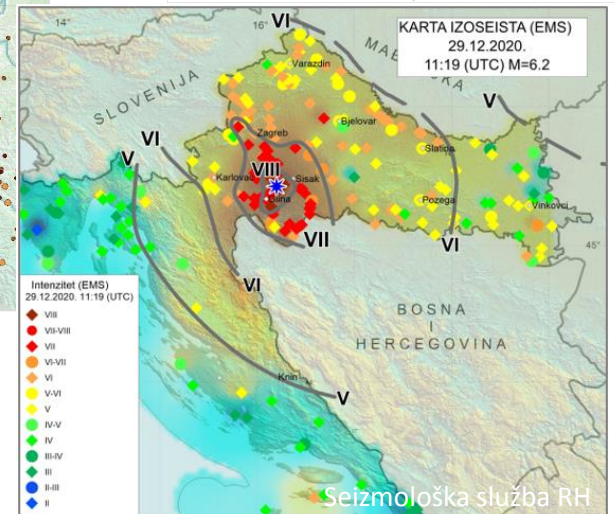 KARTA IZOSEISTA (EMS)
29.12.2020.
11:19 (UTC) M=6.2
16°
VI
Varaždin
SLOVENIJA
V
Bjelovar
VI
Zagreb
Slatina
V
VIII
Karlovac
Sisak
Požega
Vinkovci
VII
VI
45°
VI
BOSNA
I
HERCEGOVINA
Knin
V
Intenzitet (EMS)
29.12.2020. 11:19 (UTC)
VIII
VII-VIII
VII
VI-VII
VI
V-VI
V
IV-V
IV
III-IV
III
II-III
II
Seizmološka služba RH